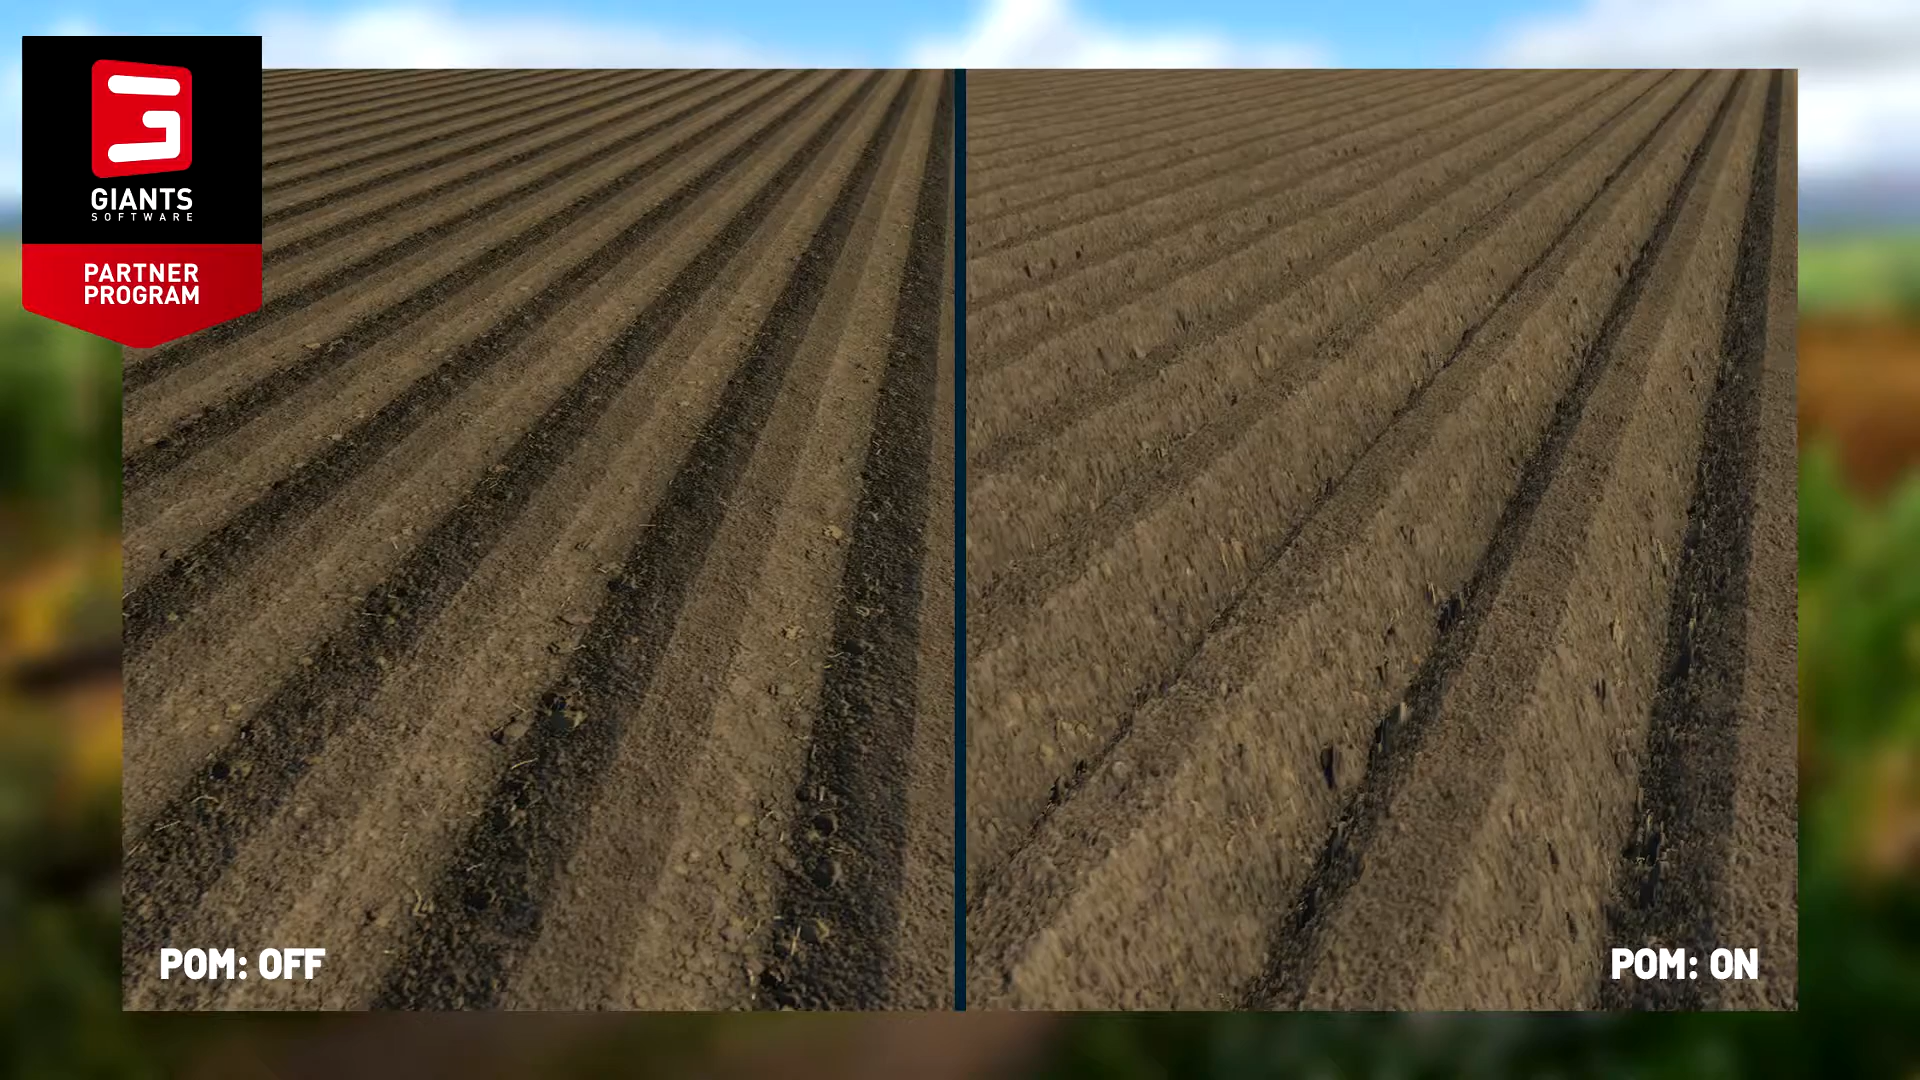 GIANTS
SOFTWARE
PARTNER
PROGRAM
POM: OFF
POM: ON